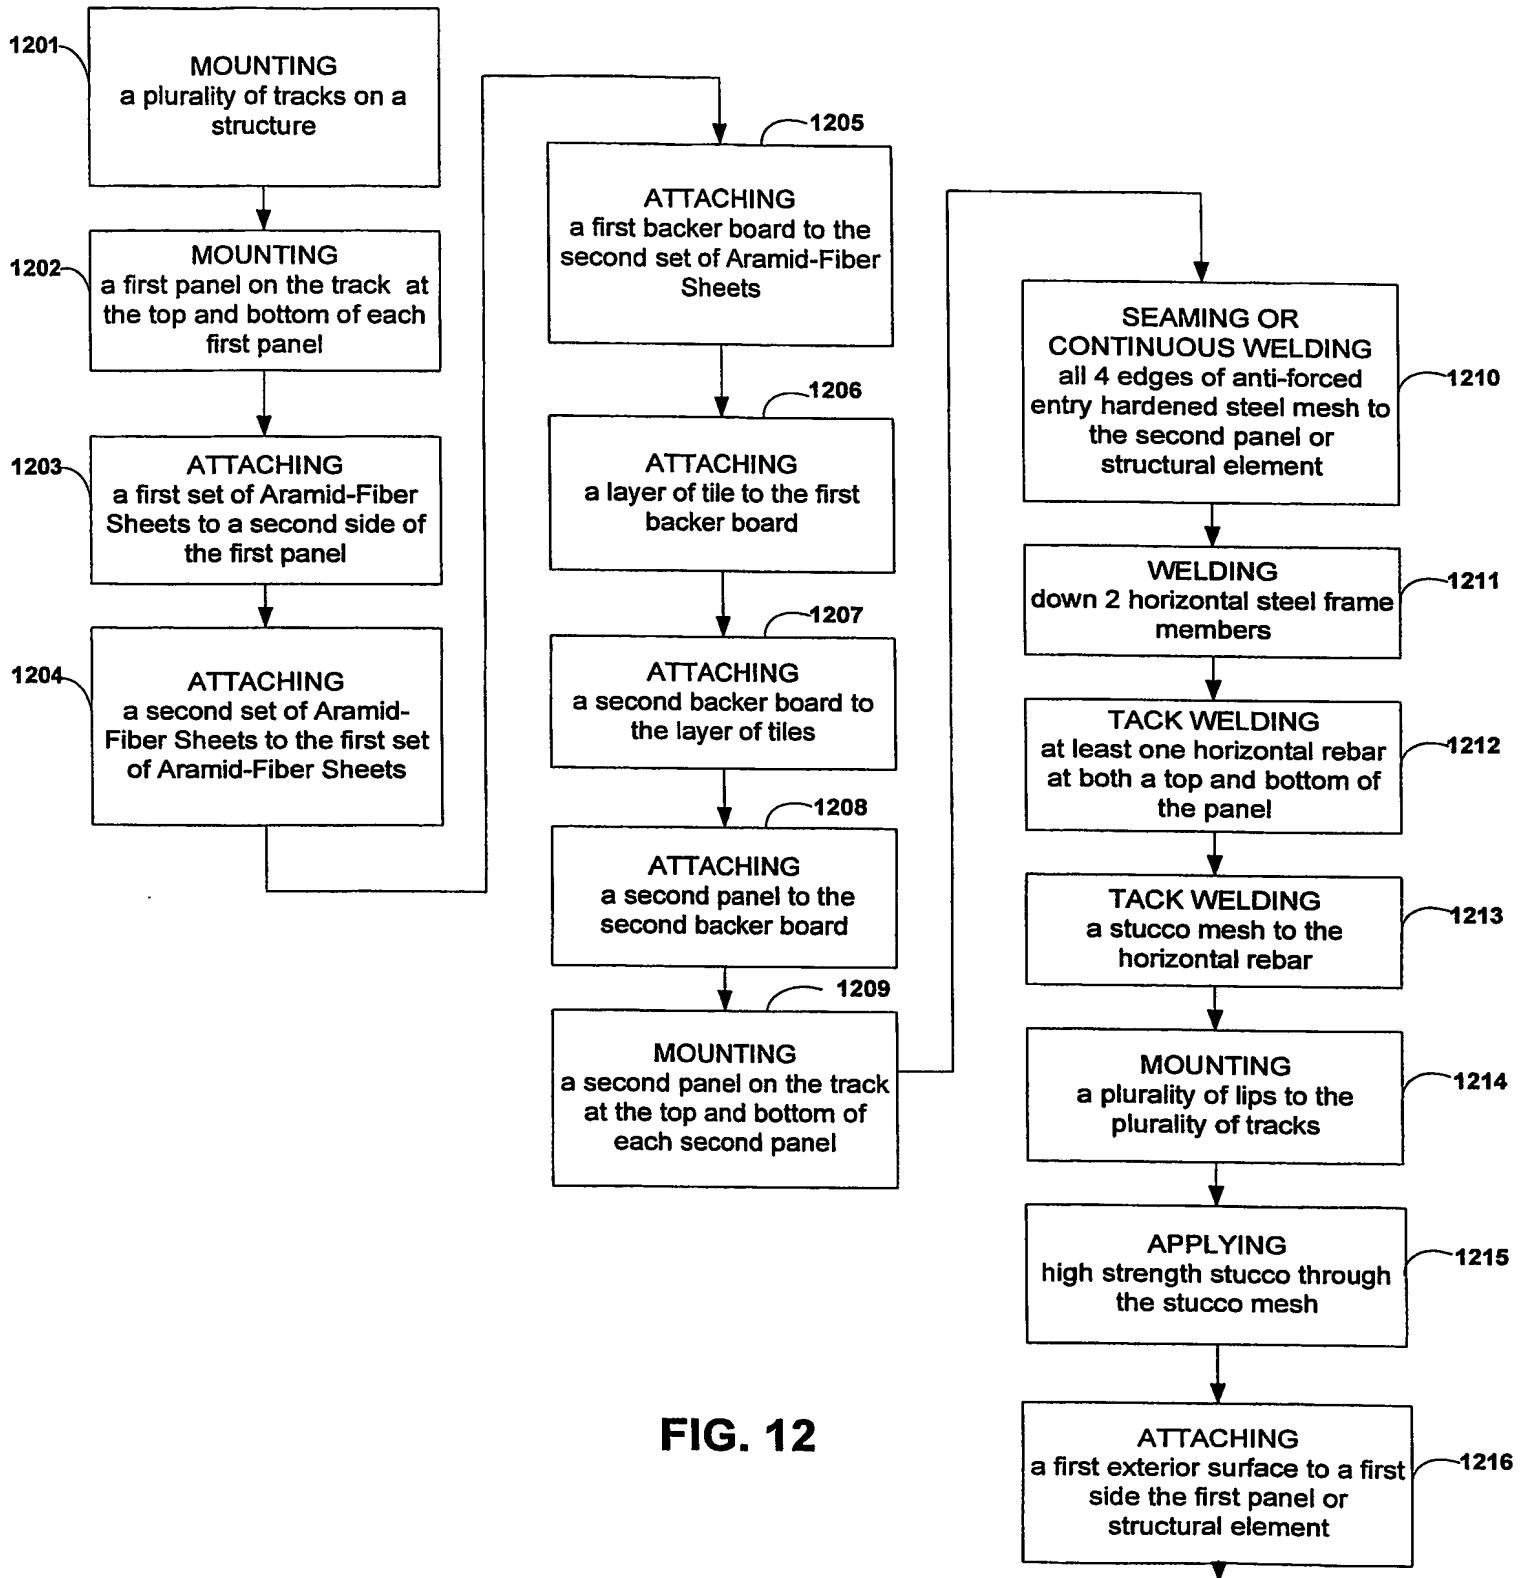 1201
MOUNTING
a plurality of tracks on a
structure
1202
MOUNTING
a first panel on the track at
the top and bottom of each
first panel
1203
ATTACHING
a first set of Aramid-Fiber
Sheets to a second side of
the first panel
1204
ATTACHING
a second set of Aramid-
Fiber Sheets to the first set
of Aramid-Fiber Sheets
1205
ATTACHING
a first backer board to the
second set of Aramid-Fiber
Sheets
1206
ATTACHING
a layer of tile to the first
backer board
1207
ATTACHING
a second backer board to
the layer of tiles
1208
ATTACHING
a second panel to the
second backer board
1209
MOUNTING
a second panel on the track
at the top and bottom of
each second panel
1210
SEAMING OR
CONTINUOUS WELDING
all 4 edges of anti-forced
entry hardened steel mesh to
the second panel or
structural element
1211
WELDING
down 2 horizontal steel frame
members
1212
TACK WELDING
at least one horizontal rebar
at both a top and bottom of
the panel
1213
TACK WELDING
a stucco mesh to the
horizontal rebar
1214
MOUNTING
a plurality of lips to the
plurality of tracks
1215
APPLYING
high strength stucco through
the stucco mesh
1216
ATTACHING
a first exterior surface to a first
side the first panel or
structural element
FIG. 12